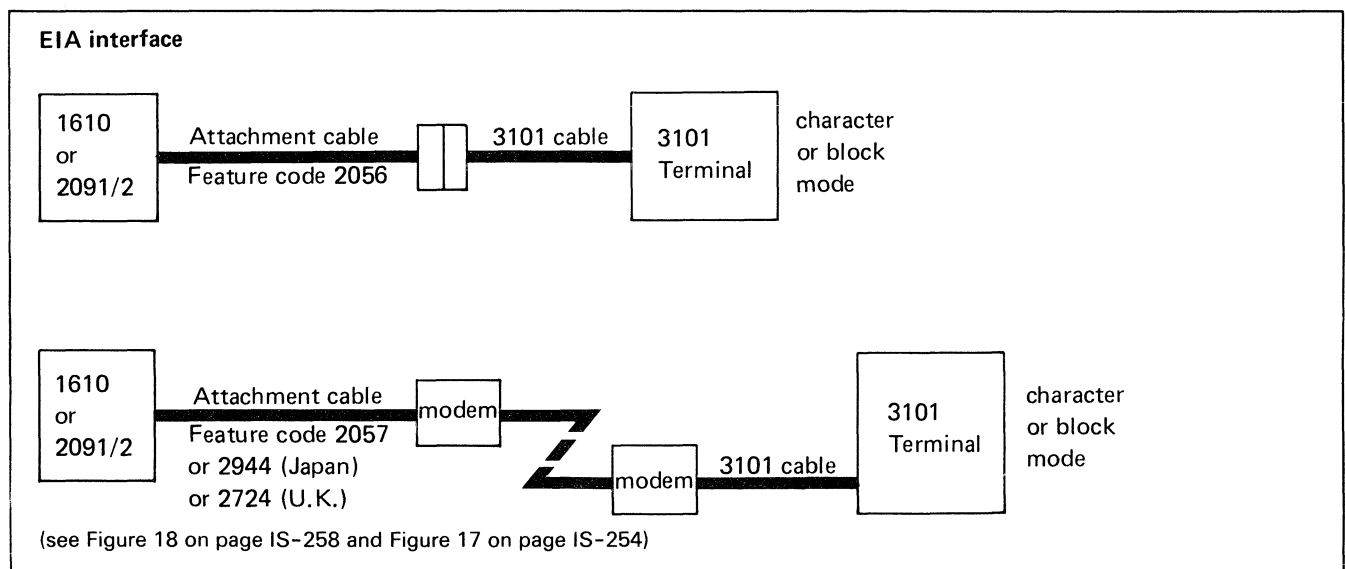 EIA interface
1610
or
2091/2
Attachment cable
Feature code 2056
3101 cable
3101
Terminal
character
or block
mode
1610
or
2091/2
Attachment cable
Feature code 2057
or 2944 (Japan)
or 2724 (U.K.)
modem
modem
3101 cable
3101
Terminal
character
or block
mode
(see Figure 18 on page IS-258 and Figure 17 on page IS-254)